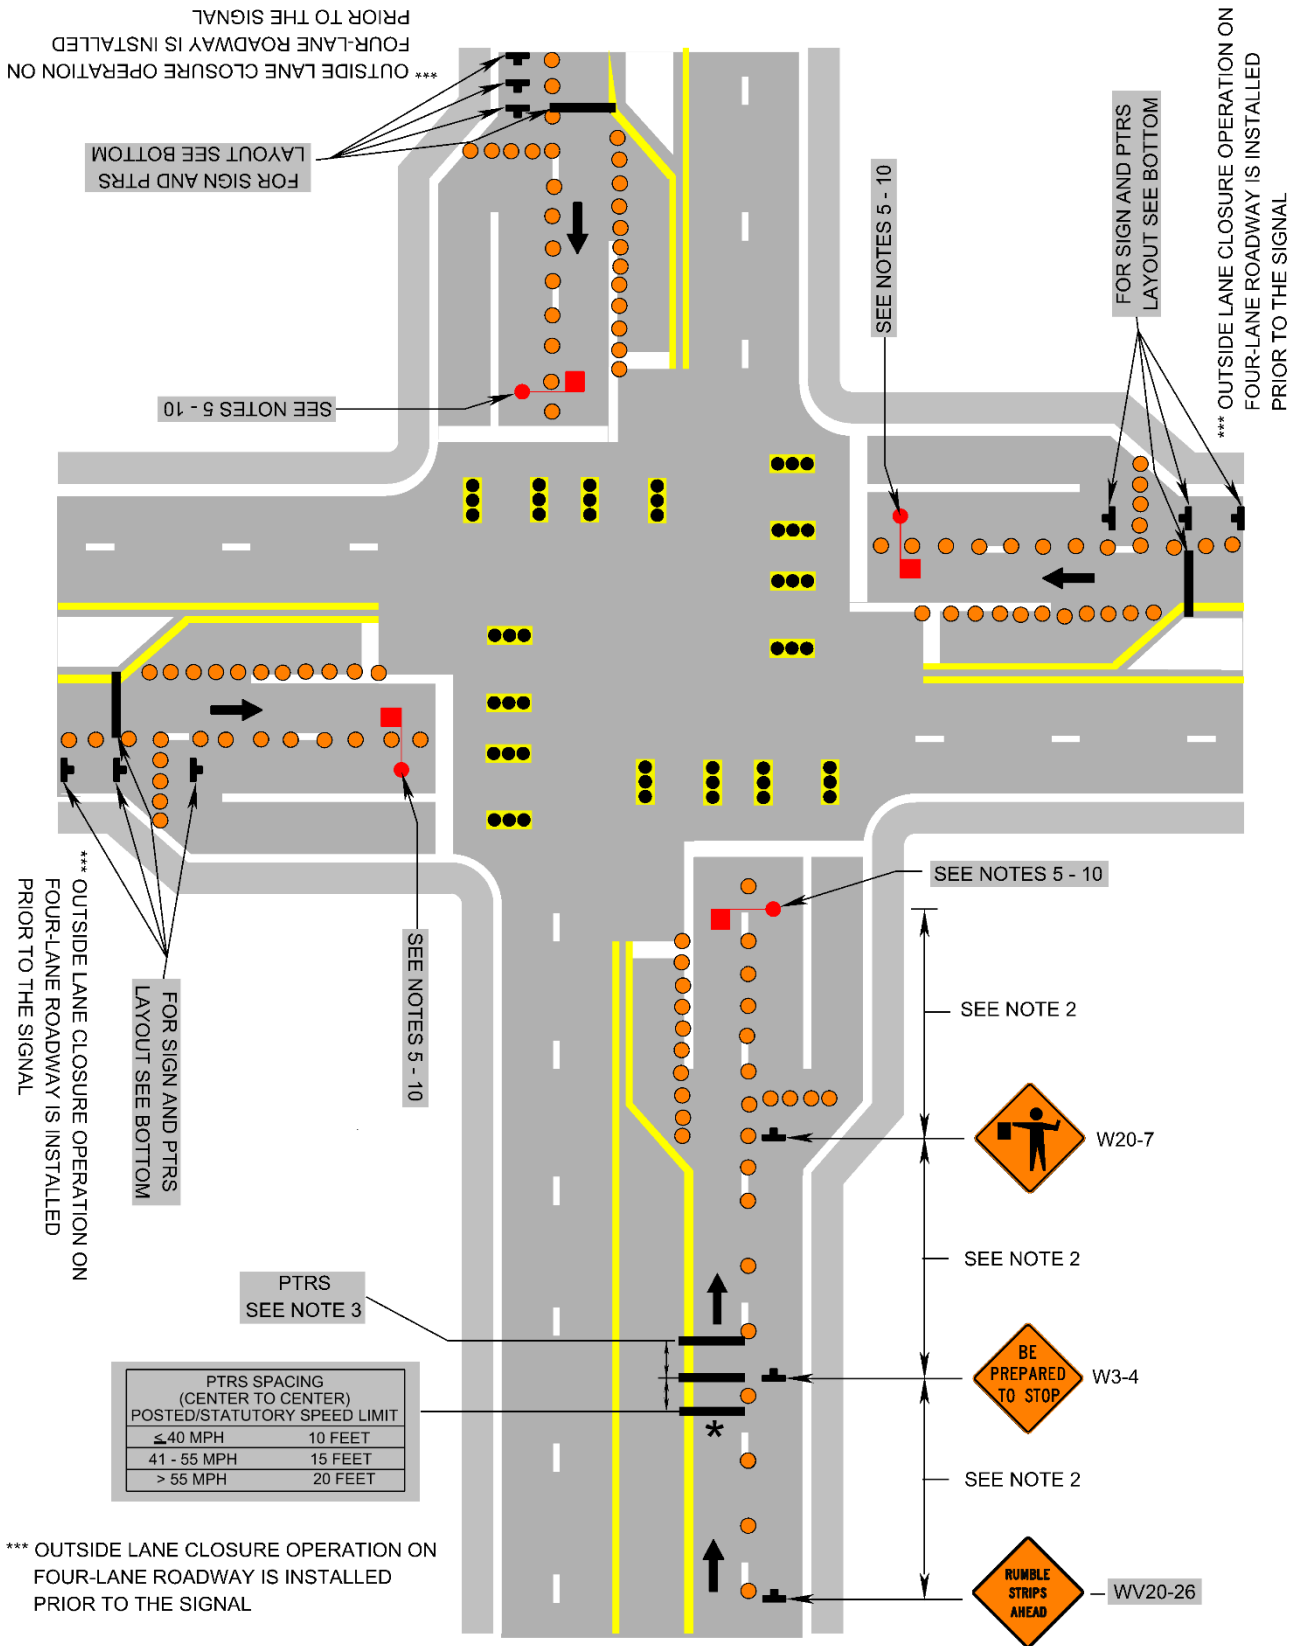 *** OUTSIDE LANE CLOSURE OPERATION ON
FOUR-LANE ROADWAY IS INSTALLED
PRIOR TO THE SIGNAL
FOR SIGN AND PTRS
LAYOUT SEE BOTTOM
SEE NOTES 5 - 10
SEE NOTES 5 - 10
FOR SIGN AND PTRS
LAYOUT SEE BOTTOM
*** OUTSIDE LANE CLOSURE OPERATION ON
FOUR-LANE ROADWAY IS INSTALLED
PRIOR TO THE SIGNAL
*** OUTSIDE LANE CLOSURE OPERATION ON
FOUR-LANE ROADWAY IS INSTALLED
PRIOR TO THE SIGNAL
FOR SIGN AND PTRS
LAYOUT SEE BOTTOM
SEE NOTES 5 - 10
SEE NOTES 5 - 10
SEE NOTE 2
W20-7
SEE NOTE 2
PTRS
SEE NOTE 3
BE
PREPARED
TO STOP
W3-4
PTRS SPACING
(CENTER TO CENTER)
POSTED/STATUTORY SPEED LIMIT
≤40 MPH 10 FEET
41 - 55 MPH 15 FEET
> 55 MPH 20 FEET
*
SEE NOTE 2
*** OUTSIDE LANE CLOSURE OPERATION ON
FOUR-LANE ROADWAY IS INSTALLED
PRIOR TO THE SIGNAL
RUMBLE
STRIPS
AHEAD
WV20-26